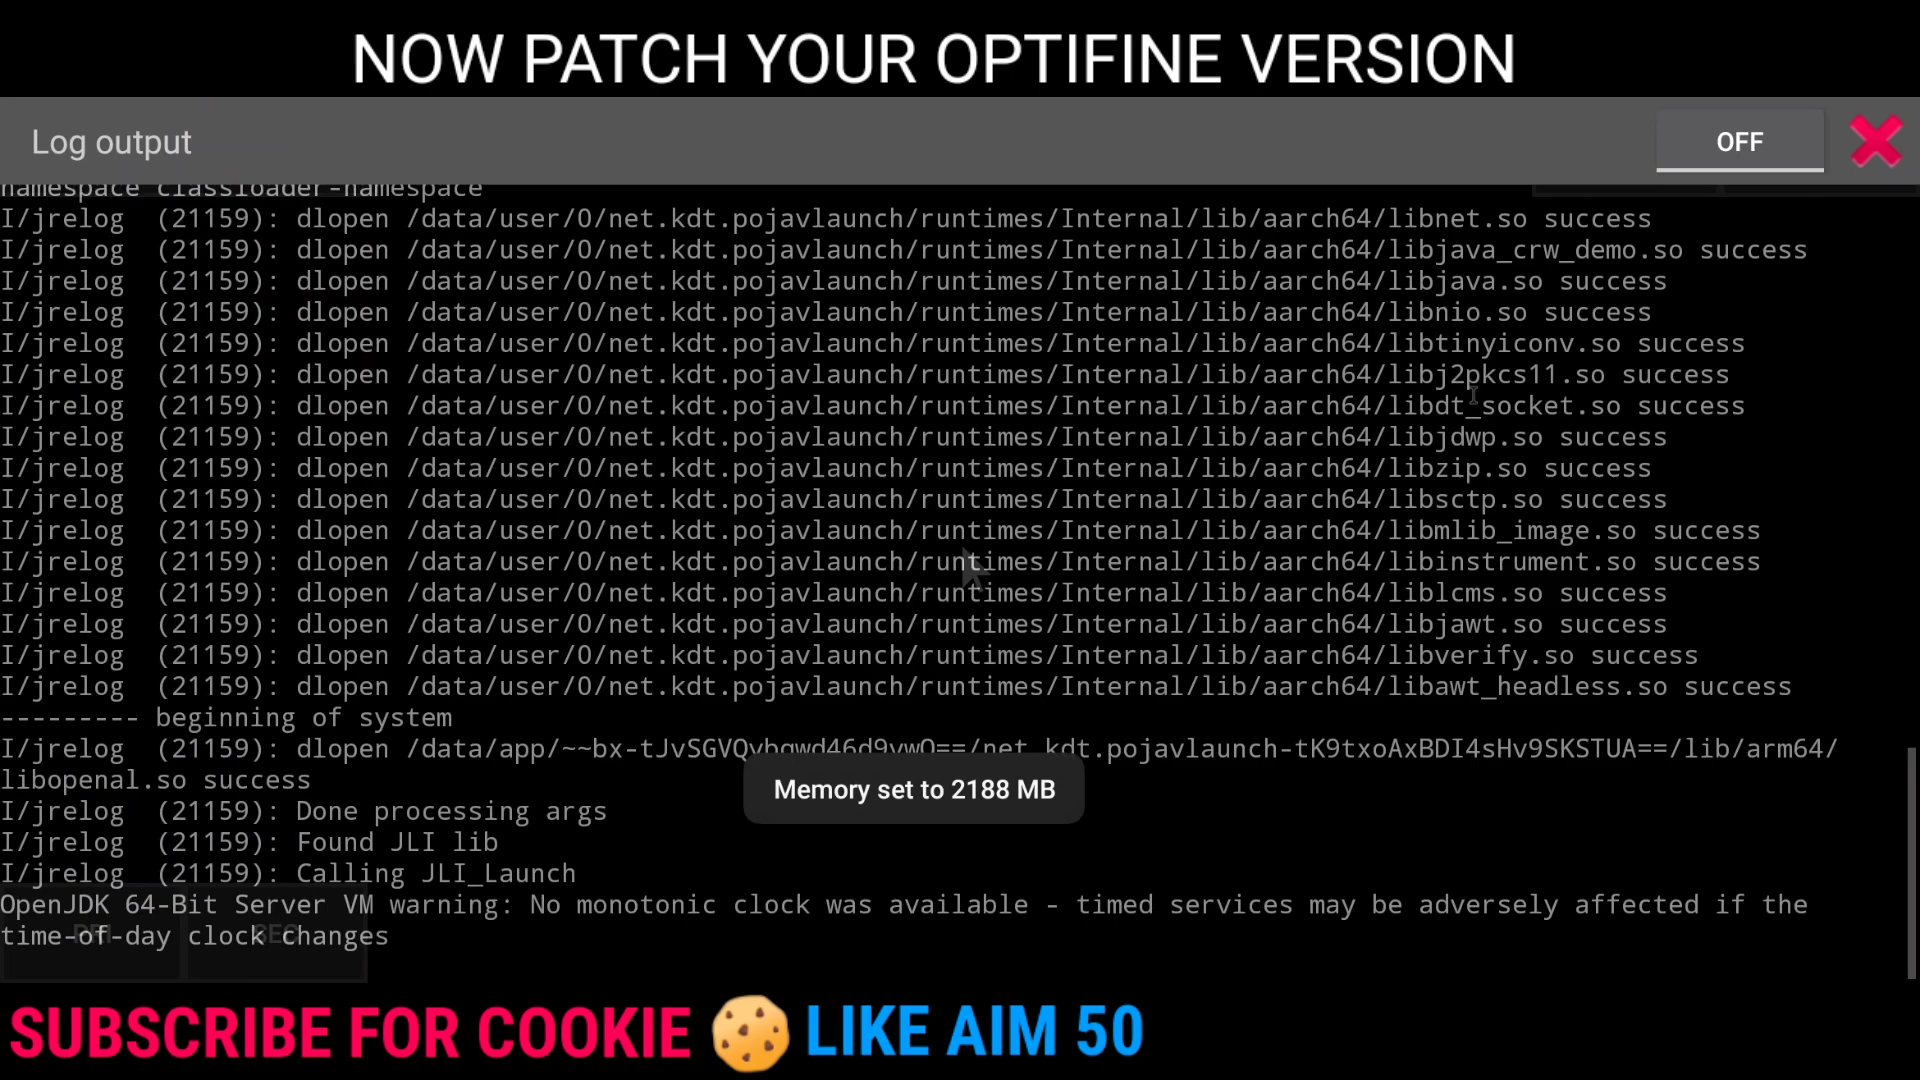 NOW PATCH YOUR OPTIFINE VERSION
Log output
OFF
namespace classloader-namespace
I/jrelog  (21159): dlopen /data/user/0/net.kdt.pojavlaunch/runtimes/Internal/lib/aarch64/libnet.so success
I/jrelog  (21159): dlopen /data/user/0/net.kdt.pojavlaunch/runtimes/Internal/lib/aarch64/libjava_crw_demo.so success
I/jrelog  (21159): dlopen /data/user/0/net.kdt.pojavlaunch/runtimes/Internal/lib/aarch64/libjava.so success
I/jrelog  (21159): dlopen /data/user/0/net.kdt.pojavlaunch/runtimes/Internal/lib/aarch64/libnio.so success
I/jrelog  (21159): dlopen /data/user/0/net.kdt.pojavlaunch/runtimes/Internal/lib/aarch64/libtinyiconv.so success
I/jrelog  (21159): dlopen /data/user/0/net.kdt.pojavlaunch/runtimes/Internal/lib/aarch64/libj2pkcs11.so success
I/jrelog  (21159): dlopen /data/user/0/net.kdt.pojavlaunch/runtimes/Internal/lib/aarch64/libdt_socket.so success
I/jrelog  (21159): dlopen /data/user/0/net.kdt.pojavlaunch/runtimes/Internal/lib/aarch64/libjdwp.so success
I/jrelog  (21159): dlopen /data/user/0/net.kdt.pojavlaunch/runtimes/Internal/lib/aarch64/libzip.so success
I/jrelog  (21159): dlopen /data/user/0/net.kdt.pojavlaunch/runtimes/Internal/lib/aarch64/libsctp.so success
I/jrelog  (21159): dlopen /data/user/0/net.kdt.pojavlaunch/runtimes/Internal/lib/aarch64/libmlib_image.so success
I/jrelog  (21159): dlopen /data/user/0/net.kdt.pojavlaunch/runtimes/Internal/lib/aarch64/libinstrument.so success
I/jrelog  (21159): dlopen /data/user/0/net.kdt.pojavlaunch/runtimes/Internal/lib/aarch64/liblcms.so success
I/jrelog  (21159): dlopen /data/user/0/net.kdt.pojavlaunch/runtimes/Internal/lib/aarch64/libjawt.so success
I/jrelog  (21159): dlopen /data/user/0/net.kdt.pojavlaunch/runtimes/Internal/lib/aarch64/libverify.so success
I/jrelog  (21159): dlopen /data/user/0/net.kdt.pojavlaunch/runtimes/Internal/lib/aarch64/libawt_headless.so success
--------- beginning of system
I/jrelog  (21159): dlopen kdt.pojavlaunch-tK9txoAxBDI4sHv9SKSTUA==/lib/arm64/
libopenal.so success
Memory set to 2188 MB
I/jrelog  (21159): Done processing args
I/jrelog  (21159): Found JLI lib
I/jrelog  (21159): Calling JLI_Launch
OpenJDK 64-Bit Server VM warning: No monotonic clock was available - timed services may be adversely affected if the
time-of-day clock changes
SUBSCRIBE FOR COOKIE LIKE AIM 50